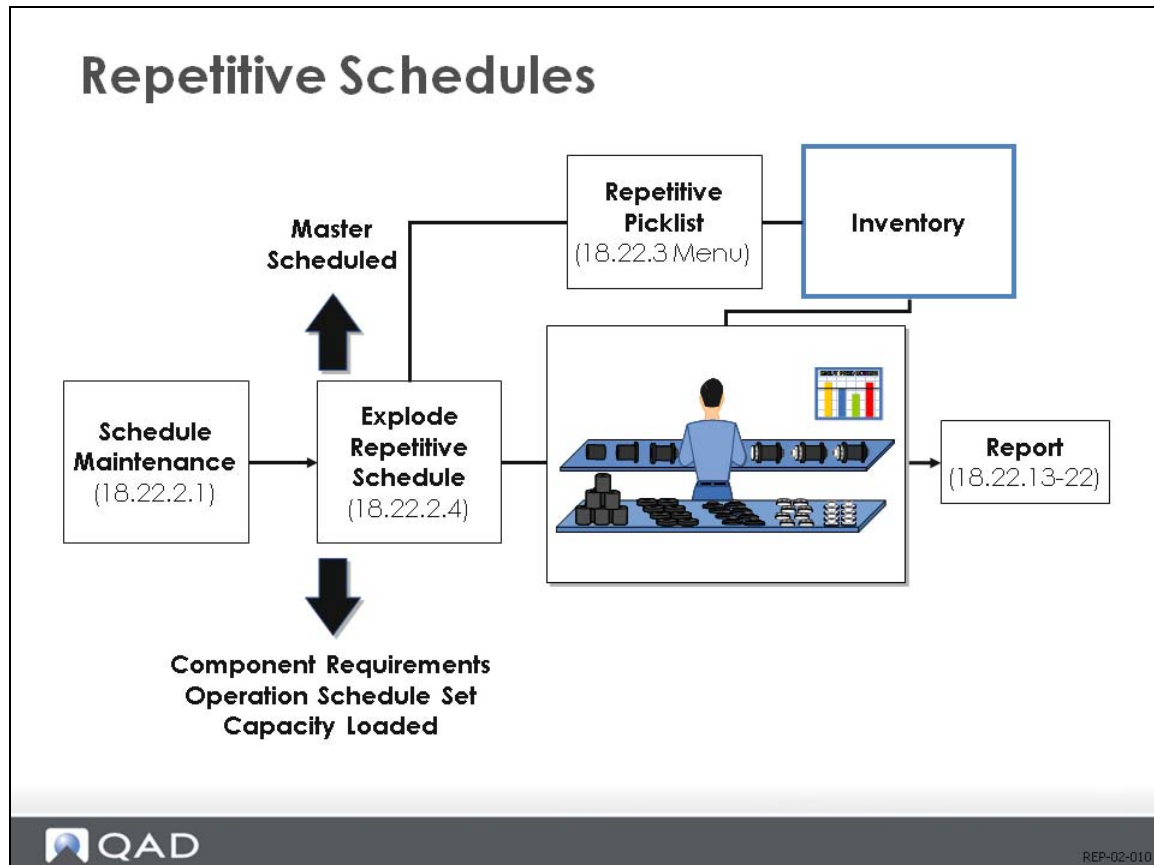 Repetitive Schedules
Repetitive
Picklist
(18.22.3 Menu)
Inventory
Master
Scheduled
Schedule
Maintenance
(18.22.2.1)
Explode
Repetitive
Schedule
(18.22.2.4)
Report
(18.22.13-22)
Component Requirements
Operation Schedule Set
Capacity Loaded
QAD
REP-02-010